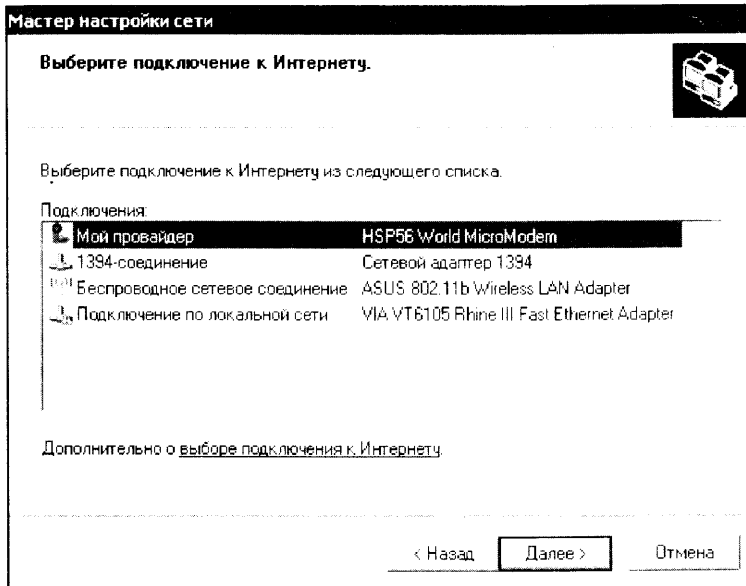 Мастер настройки сети
Выберите подключение к Интернету.
Выберите подключение к Интернету из следующего списка.
Подключения:
Мой провайдер HSP56 World MicroModem
1394-соединение Сетевой адаптер 1394
Беспроводное сетевое соединение ASUS 802.11b Wireless LAN Adapter
Подключение по локальной сети VIA VT6105 Rhine III Fast Ethernet Adapter
Дополнительно о выборе подключения к Интернету.
< Назад Далее > Отмена